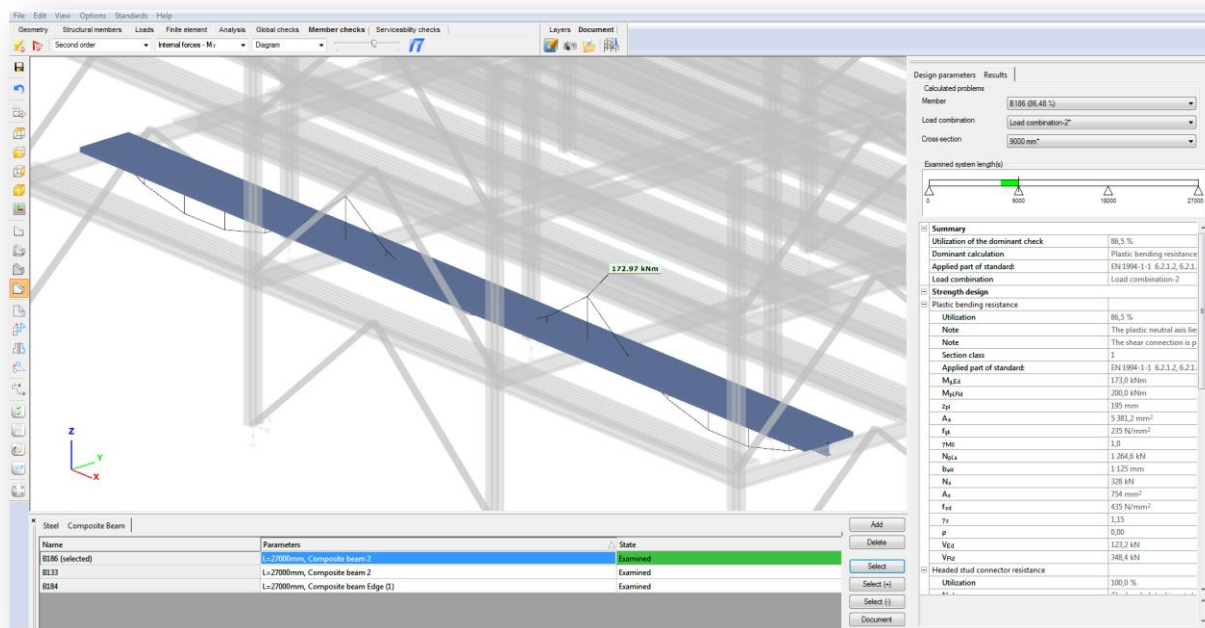 File Edit View Options Standards Help
Geometry Structural members Loads Finite element Analysis Global checks Member checks Serviceability checks Layers Document
Second order Internal forces - My Diagram
Design parameters Results
Calculated problems
Member B186 (86,48 %)
Load combination Load combination-2*
Cross-section 9000 mm*
Examined system length(s)
0 9000 18000 27000
172.97 kNm
Z
Y
X
Summary
Utilization of the dominant check 86,5 %
Dominant calculation Plastic bending resistance
Applied part of standard: EN 1994-1-1 6.2.1.2, 6.2.1.
Load combination Load combination-2
Strength design
Plastic bending resistance
Utilization 86,5 %
Note The plastic neutral axis lie
Note The shear connection is p
Section class 1
Applied part of standard: EN 1994-1-1 6.2.1.2, 6.2.1.
My,Ed 173,0 kNm
Mpl,Rd 200,0 kNm
zpl 195 mm
Aa 5 381,2 mm²
fyk 235 N/mm²
γM0 1,0
Npl,a 1 264,6 kN
beff 1 125 mm
Ns 328 kN
As 754 mm²
fsd 435 N/mm²
γs 1,15
ρ 0,00
VEd 123,2 kN
VRd 348,4 kN
Headed stud connector resistance
Utilization 100,0 %
Steel Composite Beam
Name Parameters State
B186 (selected) L=27000mm, Composite beam 2 Examined
B133 L=27000mm, Composite beam 2 Examined
B184 L=27000mm, Composite beam Edge (1) Examined
Add
Delete
Select
Select (+)
Select (-)
Document